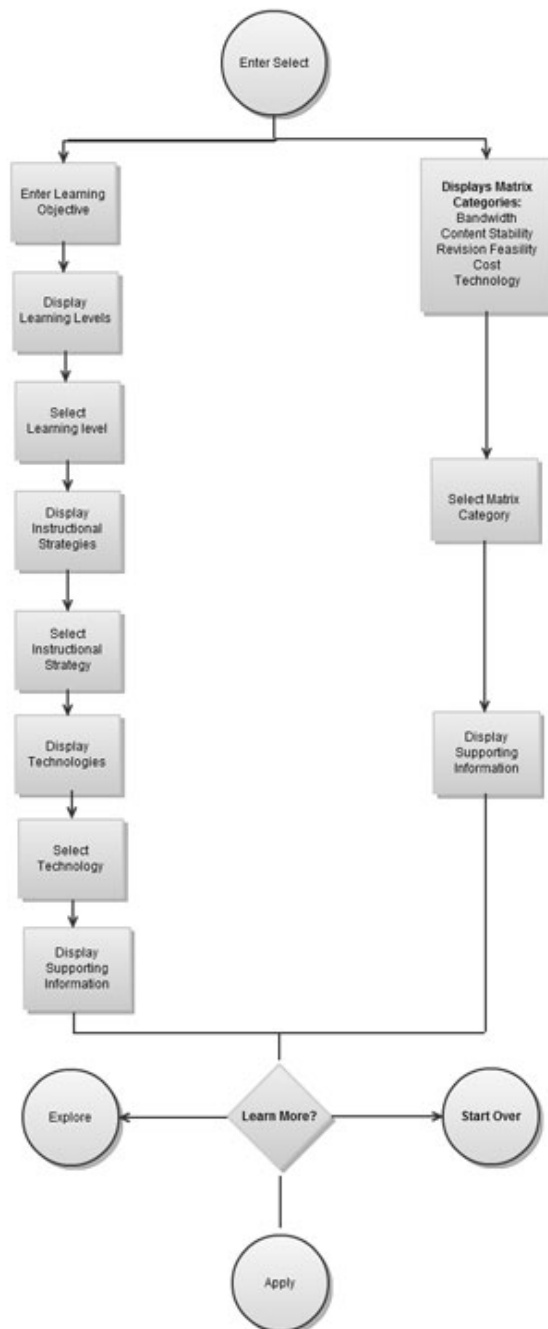 Enter Select
Enter Learning
Objective
Display
Learning Levels
Select
Learning level
Display
Instructional
Strategies
Select
Instructional
Strategy
Display
Technologies
Select
Technology
Display
Supporting
Information
Displays Matrix
Categories:
Bandwidth
Content Stability
Revision Feasility
Cost
Technology
Select Matrix
Category
Display
Supporting
Information
Explore
Learn More?
Start Over
Apply